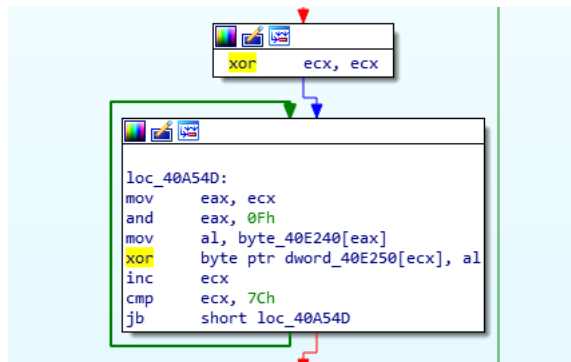 xor ecx, ecx
loc_40A54D:
mov eax, ecx
and eax, 0Fh
mov al, byte_40E240[eax]
xor byte ptr dword_40E250[ecx], al
inc ecx
cmp ecx, 7Ch
jb short loc_40A54D